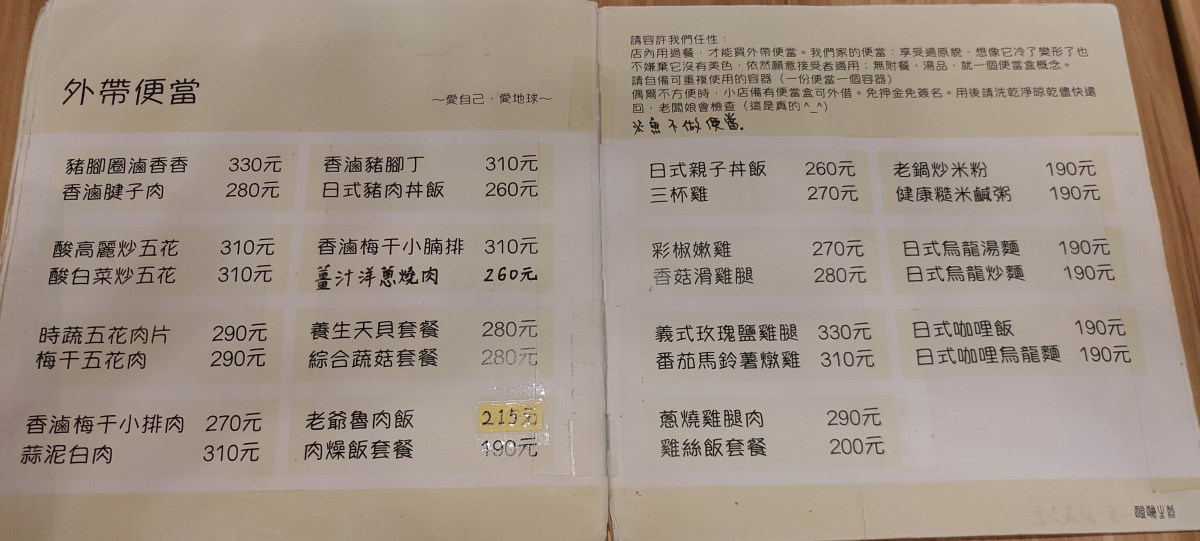 外帶便當
～愛自己、愛地球～
豬腳圈滷香香 330元
香滷腱子肉 280元
香滷豬腳丁 310元
日式豬肉丼飯 260元
酸高麗炒五花 310元
酸白菜炒五花 310元
香滷梅干小腩排 310元
薑汁洋蔥燒肉 260元
時蔬五花肉片 290元
梅干五花肉 290元
養生天貝套餐 280元
綜合蔬菇套餐 280元
香滷梅干小排肉 270元
蒜泥白肉 310元
老爺魯肉飯 215元
肉燥飯套餐 190元
請容許我們任性：
店內用過餐，才能買外帶便當。我們家的便當：享受過原貌，想像它冷了變形了也
不嫌棄它沒有美色，依然願意接受者適用；無附餐、湯品，就一個便當盒概念。
請自備可重複使用的容器（一份便當一個容器）
偶爾不方便時，小店備有便當盒可外借。免押金免簽名。用後請洗乾淨晾乾儘快還
回，老闆娘會檢查（這是真的^_^）
※魚不做便當.
日式親子丼飯 260元
三杯雞 270元
老鍋炒米粉 190元
健康糙米鹹粥 190元
彩椒嫩雞 270元
香菇滑雞腿 280元
日式烏龍湯麵 190元
日式烏龍炒麵 190元
義式玫瑰鹽雞腿 330元
番茄馬鈴薯燉雞 310元
日式咖哩飯 190元
日式咖哩烏龍麵 190元
蔥燒雞腿肉 290元
雞絲飯套餐 200元